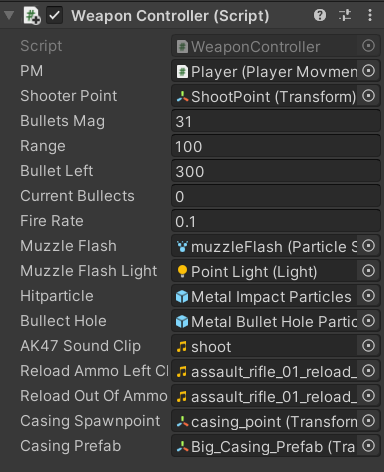 Weapon Controller (Script)
Script WeaponController
PM Player (Player Movmen
Shooter Point ShootPoint (Transform)
Bullets Mag 31
Range 100
Bullet Left 300
Current Bullects 0
Fire Rate 0.1
Muzzle Flash muzzleFlash (Particle S
Muzzle Flash Light Point Light (Light)
Hitparticle Metal Impact Particles
Bullect Hole Metal Bullet Hole Partic
AK47 Sound Clip shoot
Reload Ammo Left Cl assault_rifle_01_reload_
Reload Out Of Ammo assault_rifle_01_reload_
Casing Spawnpoint casing_point (Transform
Casing Prefab Big_Casing_Prefab (Tra